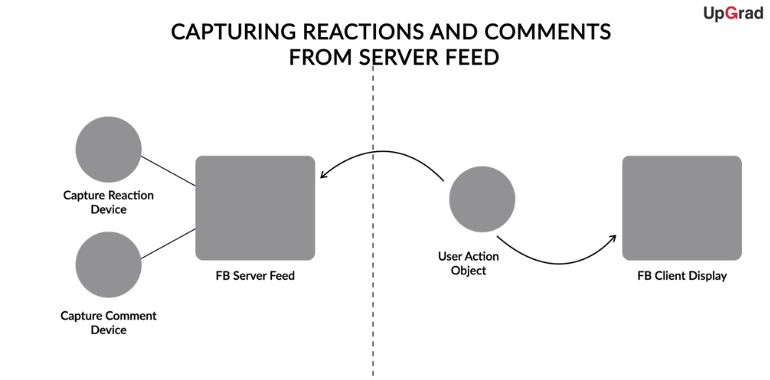 UpGrad
CAPTURING REACTIONS AND COMMENTS
FROM SERVER FEED
Capture Reaction
Device
FB Server Feed
User Action
Object
FB Client Display
Capture Comment
Device